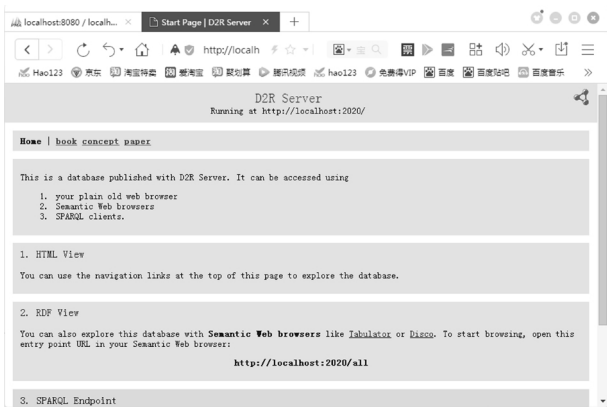 localhost:8080 / localh...
Start Page | D2R Server
http://localh
Hao123 京东 淘宝特卖 爱淘宝 聚划算 腾讯视频 hao123 免费得VIP 百度 百度贴吧 百度音乐
D2R Server
Running at http://localhost:2020/
Home | book concept paper
This is a database published with D2R Server. It can be accessed using
1. your plain old web browser
2. Semantic Web browsers
3. SPARQL clients.
1. HTML View
You can use the navigation links at the top of this page to explore the database.
2. RDF View
You can also explore this database with Semantic Web browsers like Tabulator or Disco. To start browsing, open this
entry point URL in your Semantic Web browser:
http://localhost:2020/all
3. SPARQL Endpoint